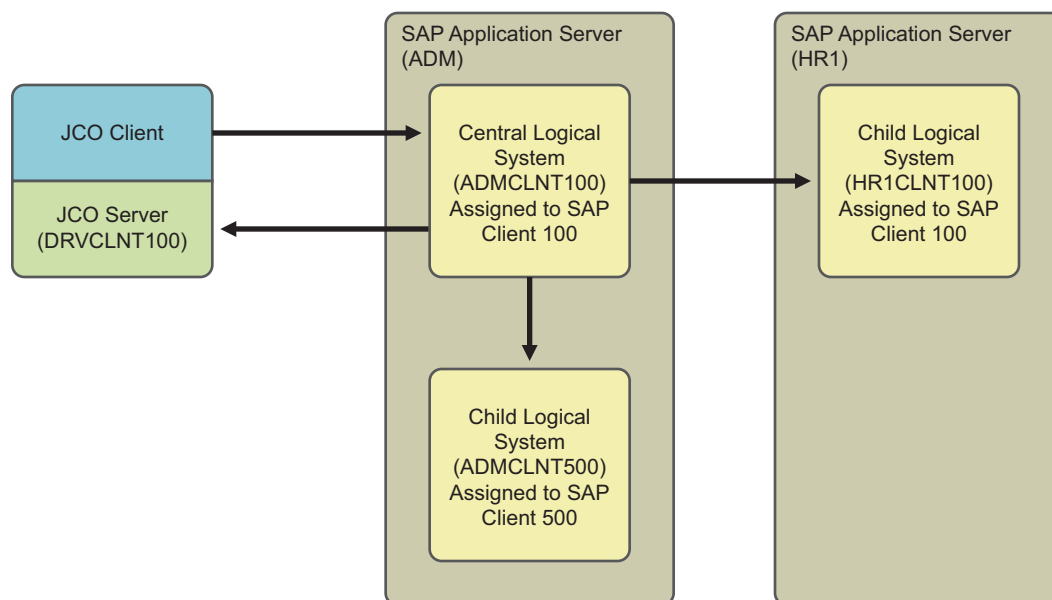 SAP Application Server
(ADM)
SAP Application Server
(HR1)
JCO Client
JCO Server
(DRVCLNT100)
Central Logical
System
(ADMCLNT100)
Assigned to SAP
Client 100
Child Logical
System
(HR1CLNT100)
Assigned to SAP
Client 100
Child Logical
System
(ADMCLNT500)
Assigned to SAP
Client 500